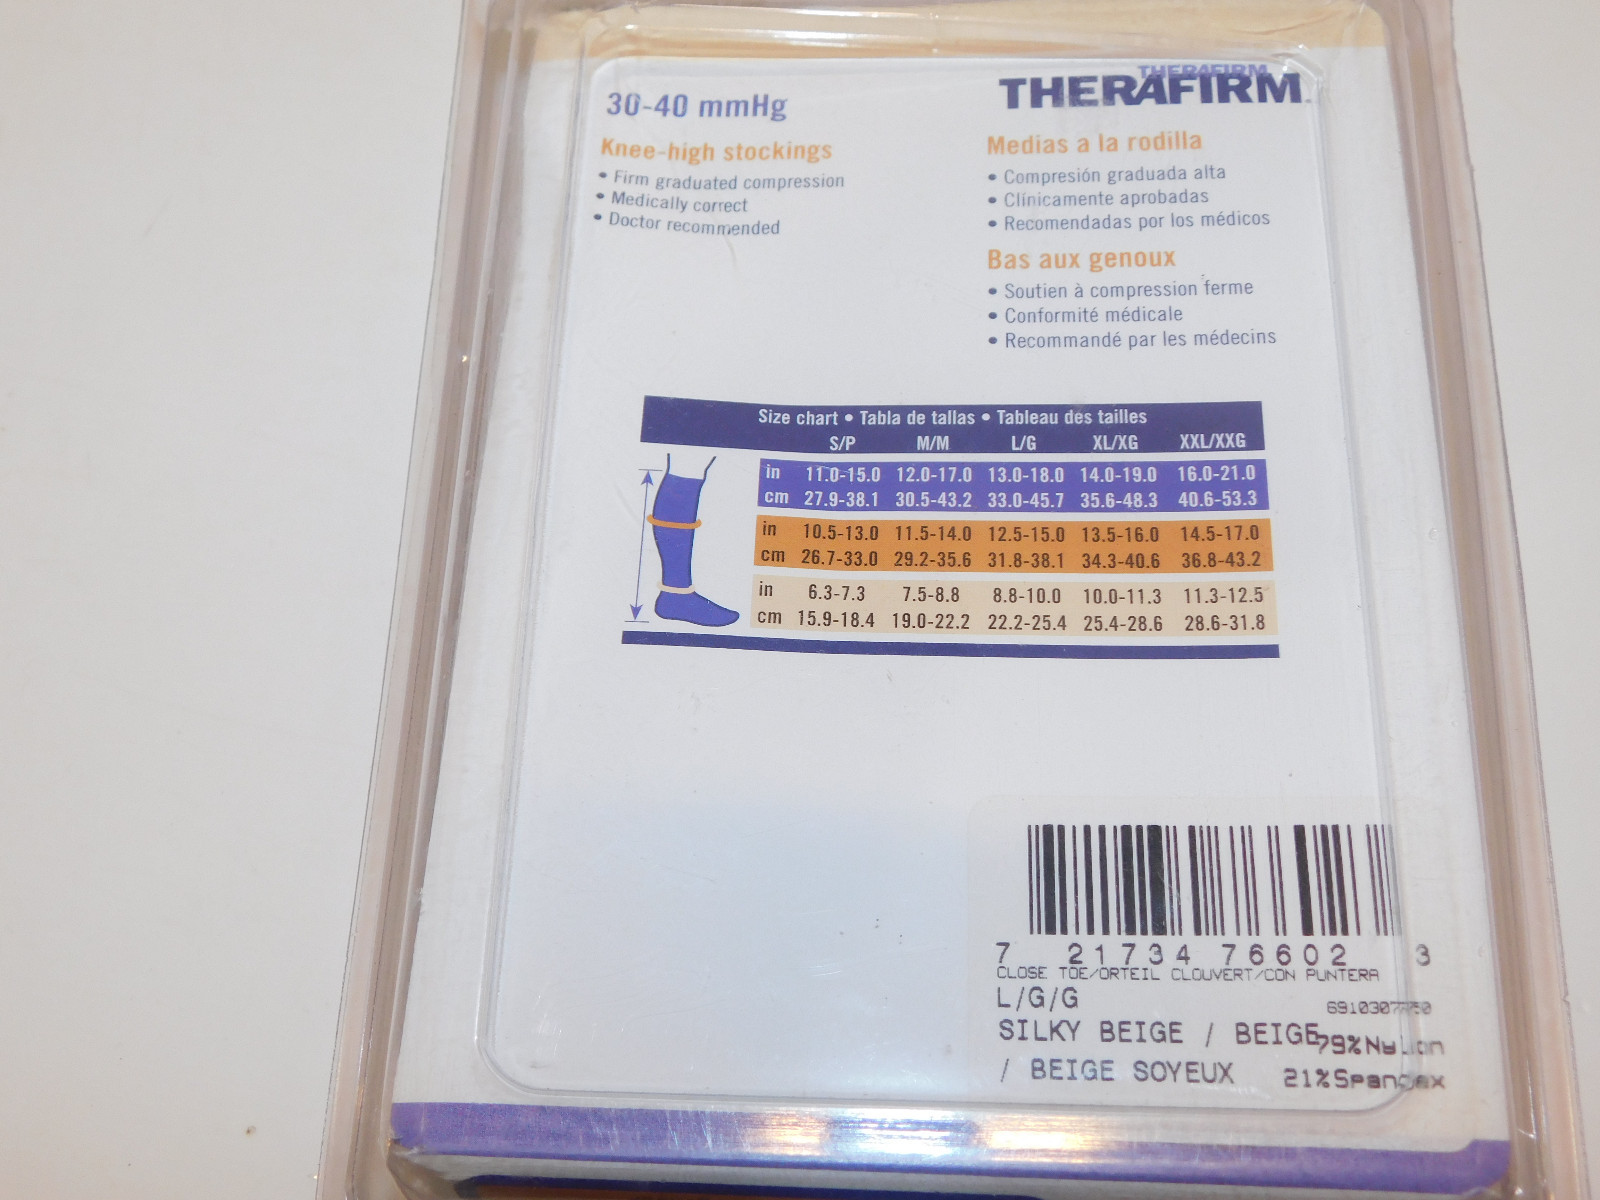 30-40 mmHg
Knee-high stockings
• Firm graduated compression
• Medically correct
• Doctor recommended
THERAFIRM
THERAFIRM
Medias a la rodilla
• Compresión graduada alta
• Clínicamente aprobadas
• Recomendadas por los médicos
Bas aux genoux
• Soutien à compression ferme
• Conformité médicale
• Recommandé par les médecins
Size chart • Tabla de tallas • Tableau des tailles
S/P M/M L/G XL/XG XXL/XXG
in 11.0-15.0 12.0-17.0 13.0-18.0 14.0-19.0 16.0-21.0
cm 27.9-38.1 30.5-43.2 33.0-45.7 35.6-48.3 40.6-53.3
in 10.5-13.0 11.5-14.0 12.5-15.0 13.5-16.0 14.5-17.0
cm 26.7-33.0 29.2-35.6 31.8-38.1 34.3-40.6 36.8-43.2
in 6.3-7.3 7.5-8.8 8.8-10.0 10.0-11.3 11.3-12.5
cm 15.9-18.4 19.0-22.2 22.2-25.4 25.4-28.6 28.6-31.8
7 21734 76602 3
CLOSE TOE/ORTEIL CLOUVERT/CON PUNTERA
L/G/G
SILKY BEIGE / BEIGE 79%Nylon
/ BEIGE SOYEUX 21%Spandex